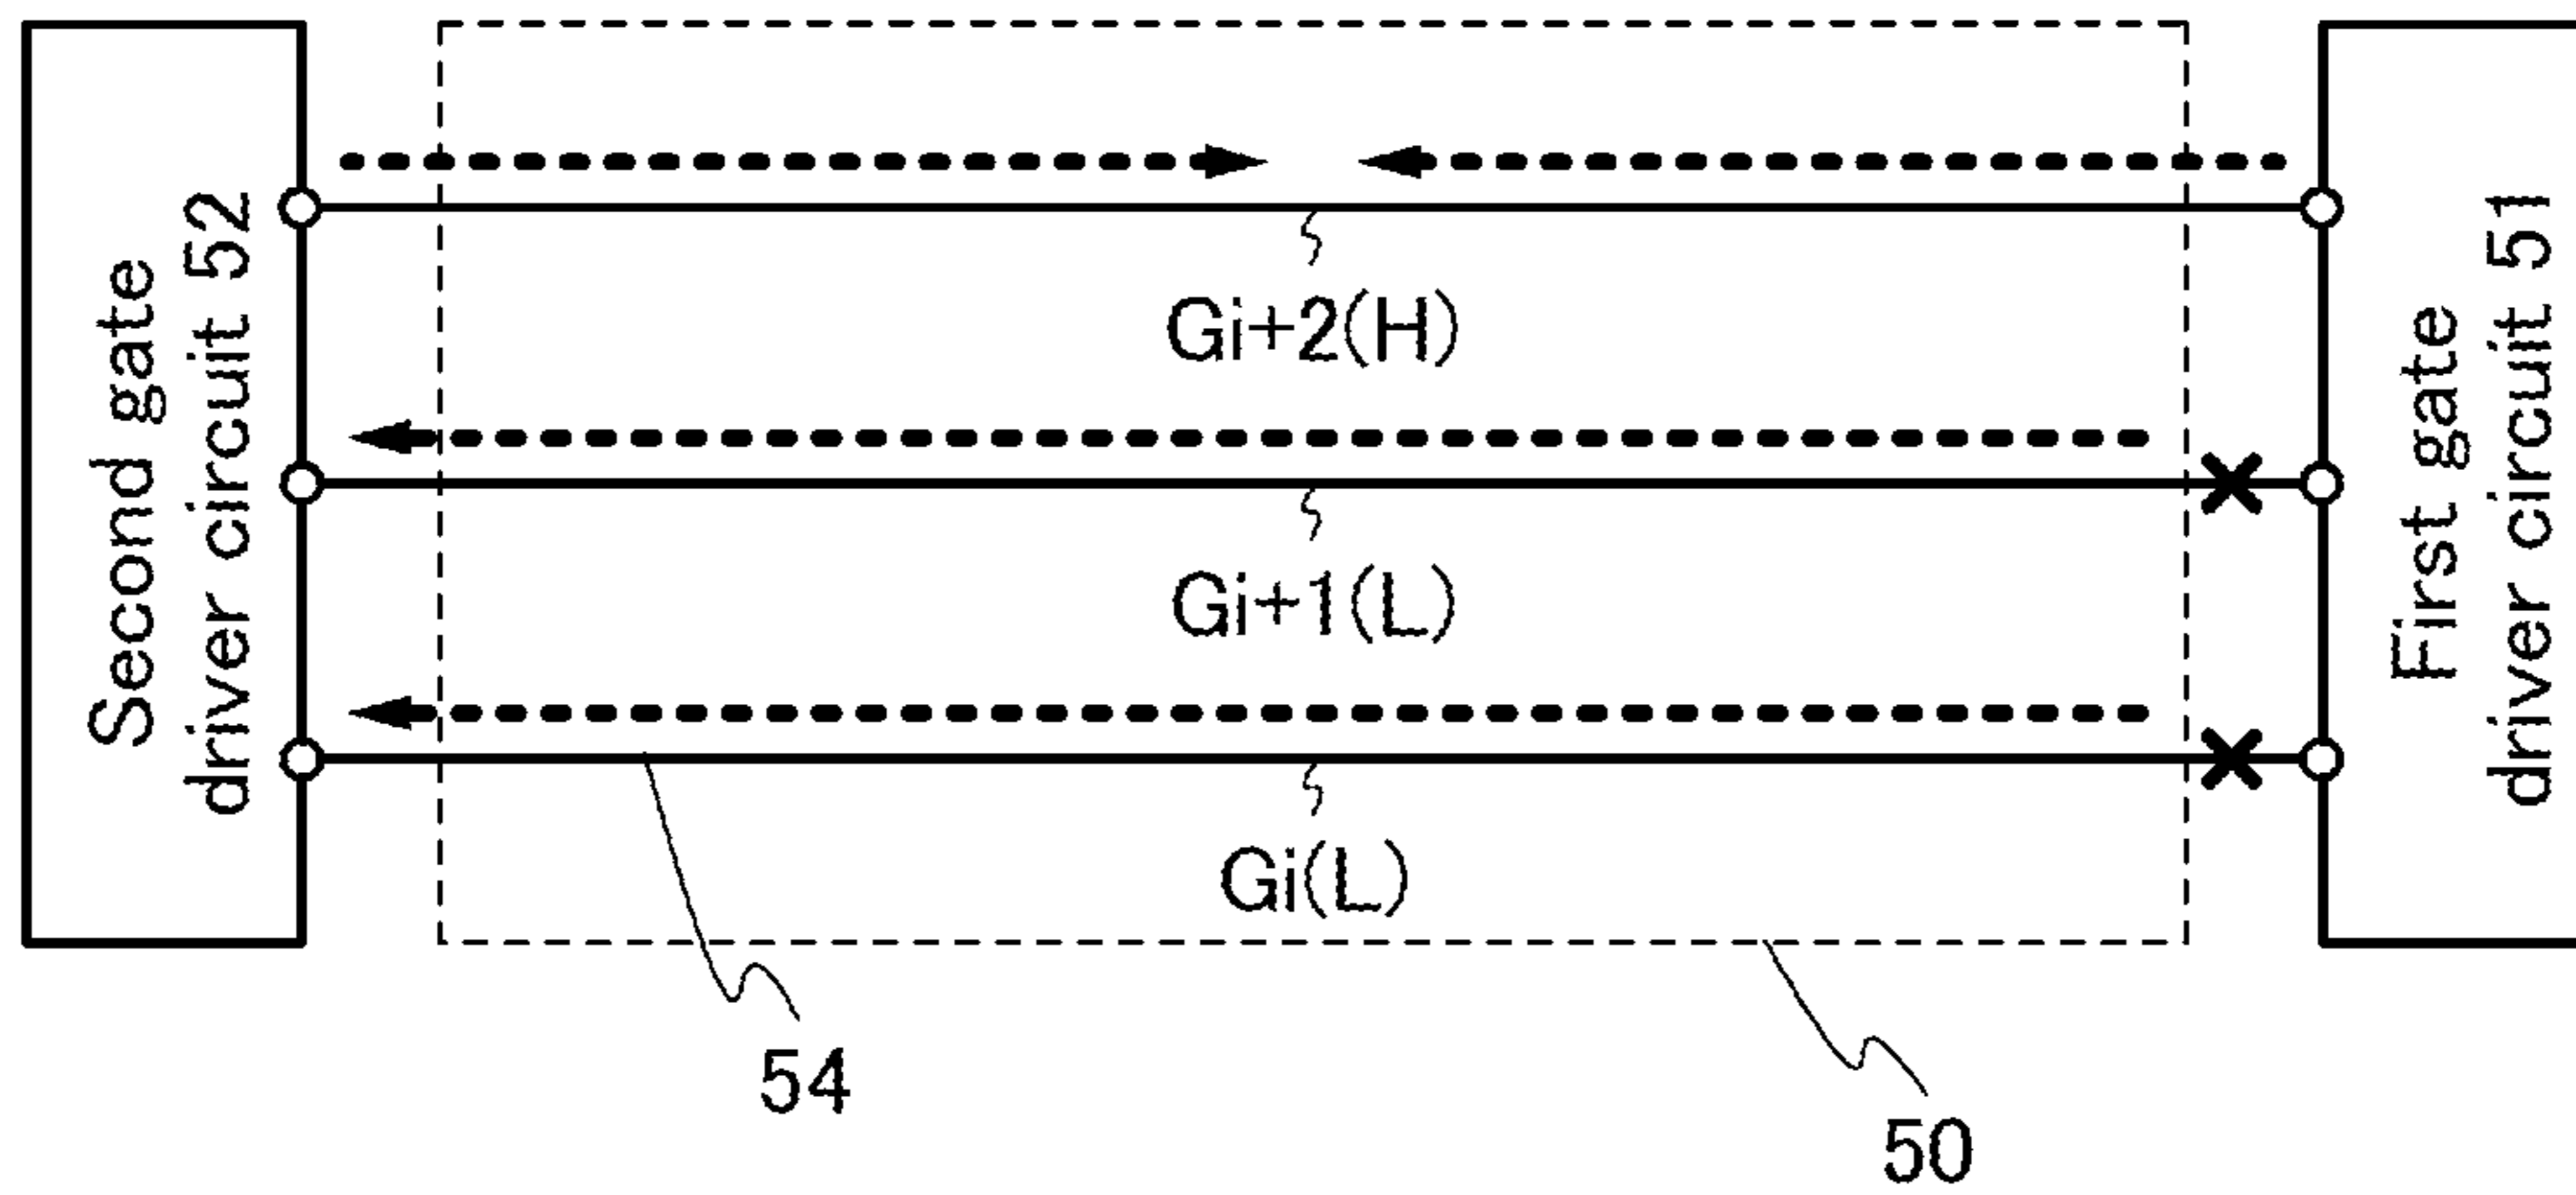 Second gate
driver circuit 52
Gi+2(H)
Gi+1(L)
Gi(L)
First gate
driver circuit 51
54
50